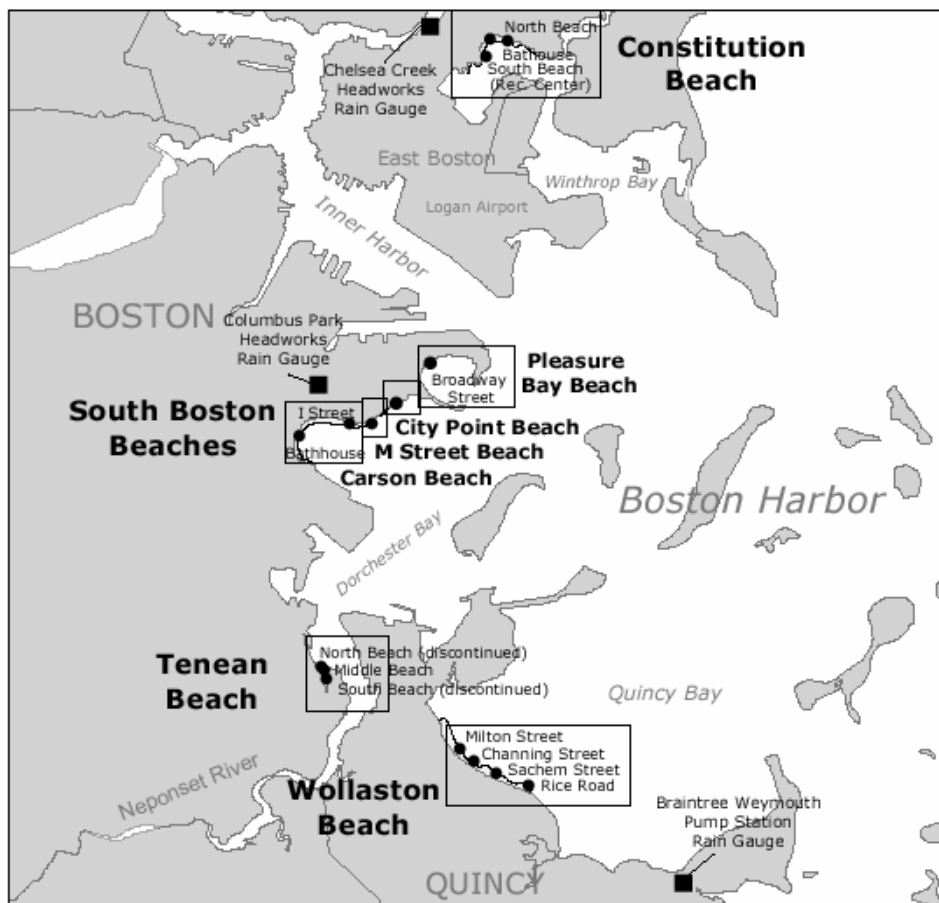 North Beach
Bathouse
South Beach
(Rec. Center)
Constitution
Beach
Chelsea Creek
Headworks
Rain Gauge
East Boston
Winthrop Bay
Logan Airport
Inner Harbor
BOSTON
Columbus Park
Headworks
Rain Gauge
Broadway
Street
Pleasure
Bay Beach
South Boston
Beaches
I Street
Bathhouse
City Point Beach
M Street Beach
Carson Beach
Boston Harbor
Dorchester Bay
Tenean
Beach
North Beach (discontinued)
Middle Beach
South Beach (discontinued)
Quincy Bay
Neponset River
Wollaston
Beach
Milton Street
Channing Street
Sachem Street
Rice Road
Braintree Weymouth
Pump Station
Rain Gauge
QUINCY